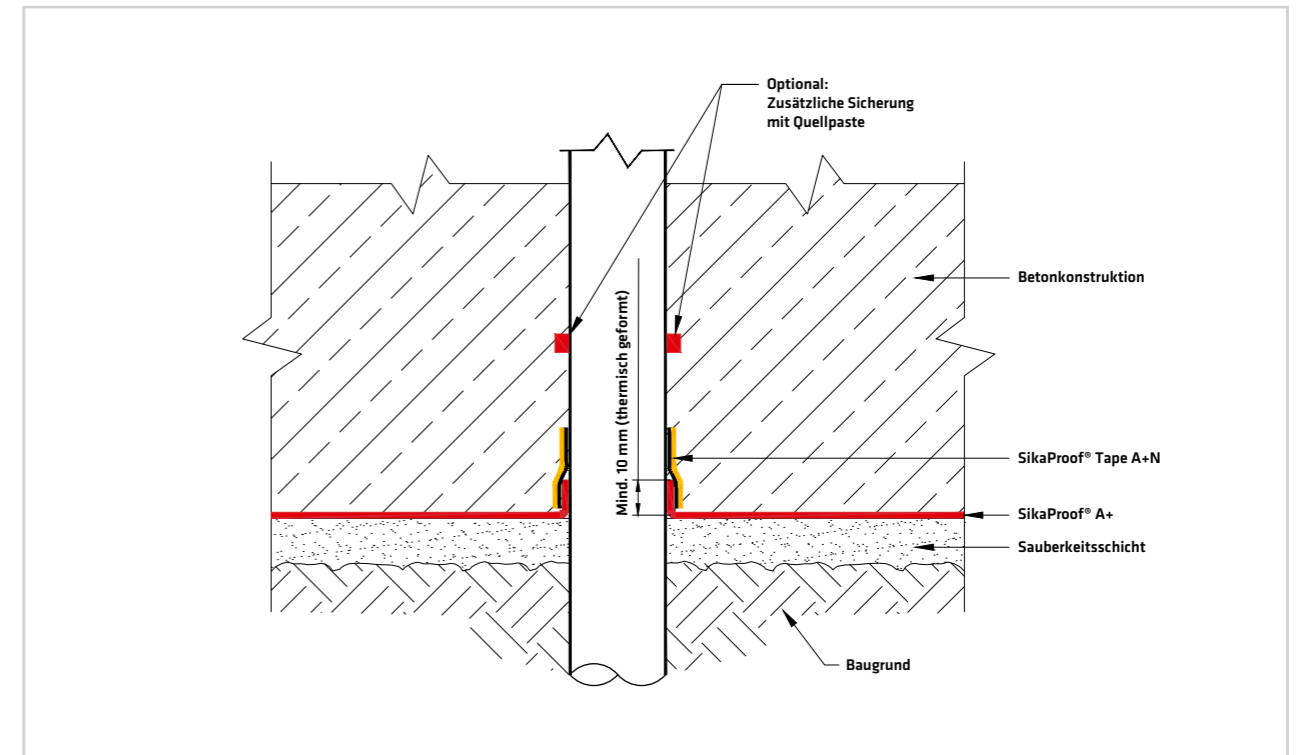 Optional:
Zusätzliche Sicherung
mit Quellpaste
Betonkonstruktion
Mind. 10 mm (thermisch geformt)
SikaProof® Tape A+N
SikaProof® A+
Sauberkeitsschicht
Baugrund